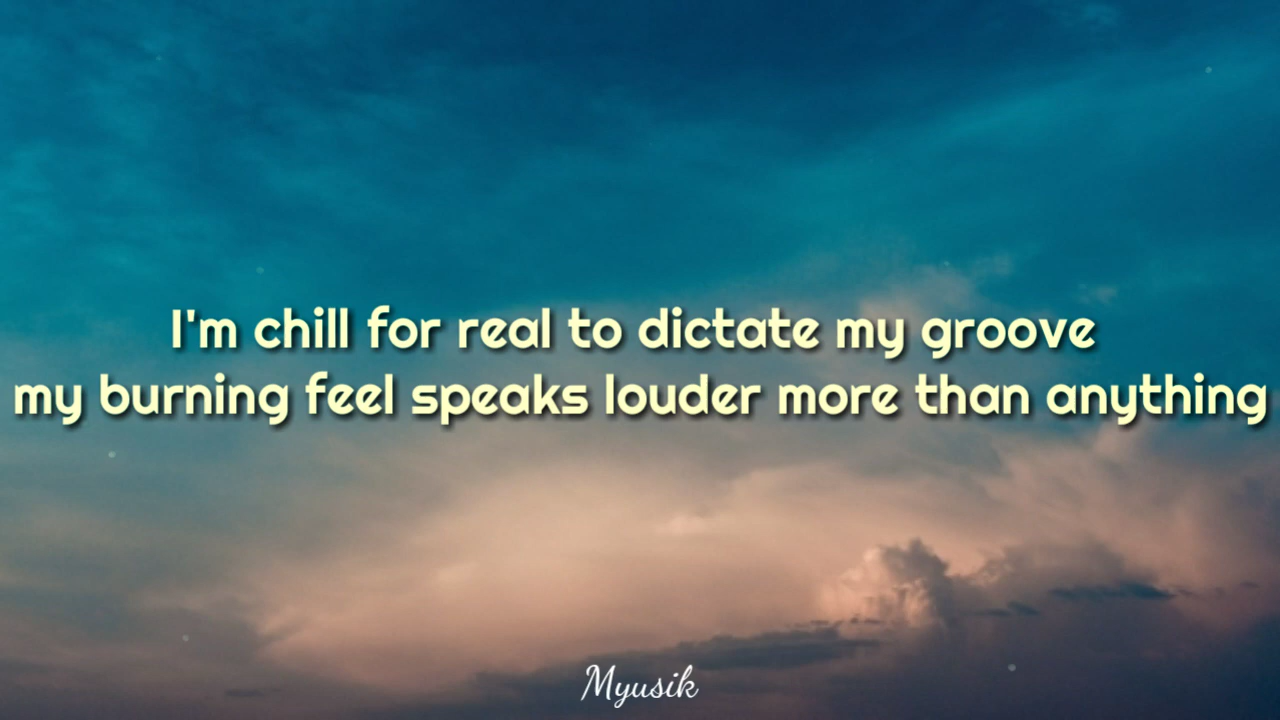 I'm chill for real to dictate my groove
my burning feel speaks louder more than anything
Myusik